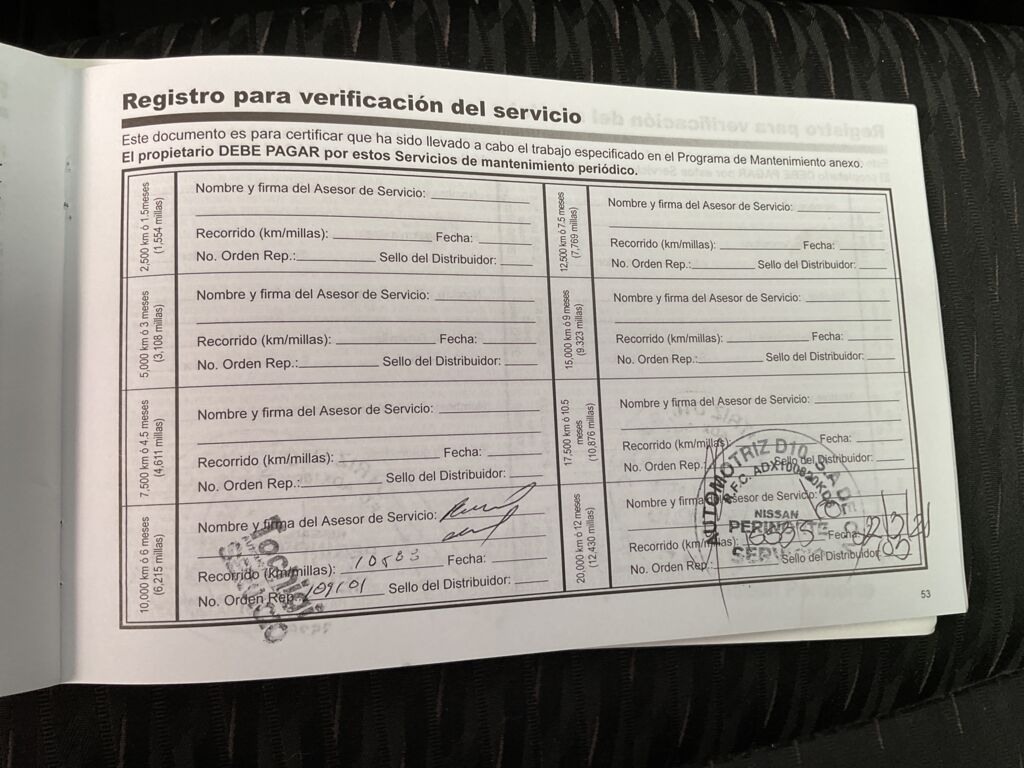 Registro para verificación del servicio
Este documento es para certificar que ha sido llevado a cabo el trabajo especificado en el Programa de Mantenimiento anexo.
El propietario DEBE PAGAR por estos Servicios de mantenimiento periódico.
2,500 km ó 1.5meses
(1,554 millas)
Nombre y firma del Asesor de Servicio:
Recorrido (km/millas): Fecha:
No. Orden Rep.: Sello del Distribuidor:
5,000 km ó 3 meses
(3,108 millas)
Nombre y firma del Asesor de Servicio:
Recorrido (km/millas): Fecha:
No. Orden Rep.: Sello del Distribuidor:
7,500 km ó 4.5 meses
(4,611 millas)
Nombre y firma del Asesor de Servicio:
Recorrido (km/millas): Fecha:
No. Orden Rep.: Sello del Distribuidor:
10,000 km ó 6 meses
(6,215 millas)
Nombre y firma del Asesor de Servicio:
Recorrido (km/millas): 10583 Fecha:
No. Orden Rep.: 109101 Sello del Distribuidor:
12,500 km ó 7.5 meses
(7,769 millas)
Nombre y firma del Asesor de Servicio:
Recorrido (km/millas): Fecha:
No. Orden Rep.: Sello del Distribuidor:
15,000 km ó 9 meses
(9,323 millas)
Nombre y firma del Asesor de Servicio:
Recorrido (km/millas): Fecha:
No. Orden Rep.: Sello del Distribuidor:
17,500 km ó 10.5
meses
(10,876 millas)
Nombre y firma del Asesor de Servicio:
Recorrido (km/millas): Fecha:
No. Orden Rep.: Sello del Distribuidor:
20,000 km ó 12 meses
(12,430 millas)
Nombre y firma del Asesor de Servicio:
Recorrido (km/millas): Fecha:
No. Orden Rep.: Sello del Distribuidor:
AUTOMOTRIZ D10 S.A DE
R.F.C.
NISSAN
53